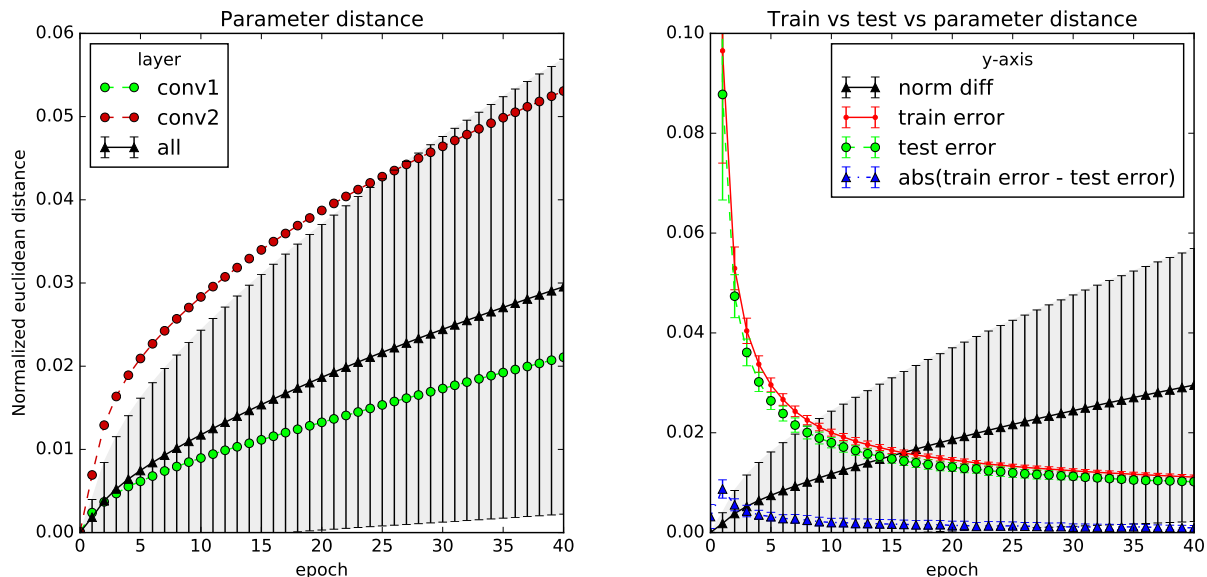 Parameter distance
Normalized euclidean distance
0.06
0.05
0.04
0.03
0.02
0.01
0.00
layer
conv1
conv2
all
0 5 10 15 20 25 30 35 40
epoch
Train vs test vs parameter distance
0.10
0.08
0.06
0.04
0.02
0.00
y-axis
norm diff
train error
test error
abs(train error - test error)
0 5 10 15 20 25 30 35 40
epoch